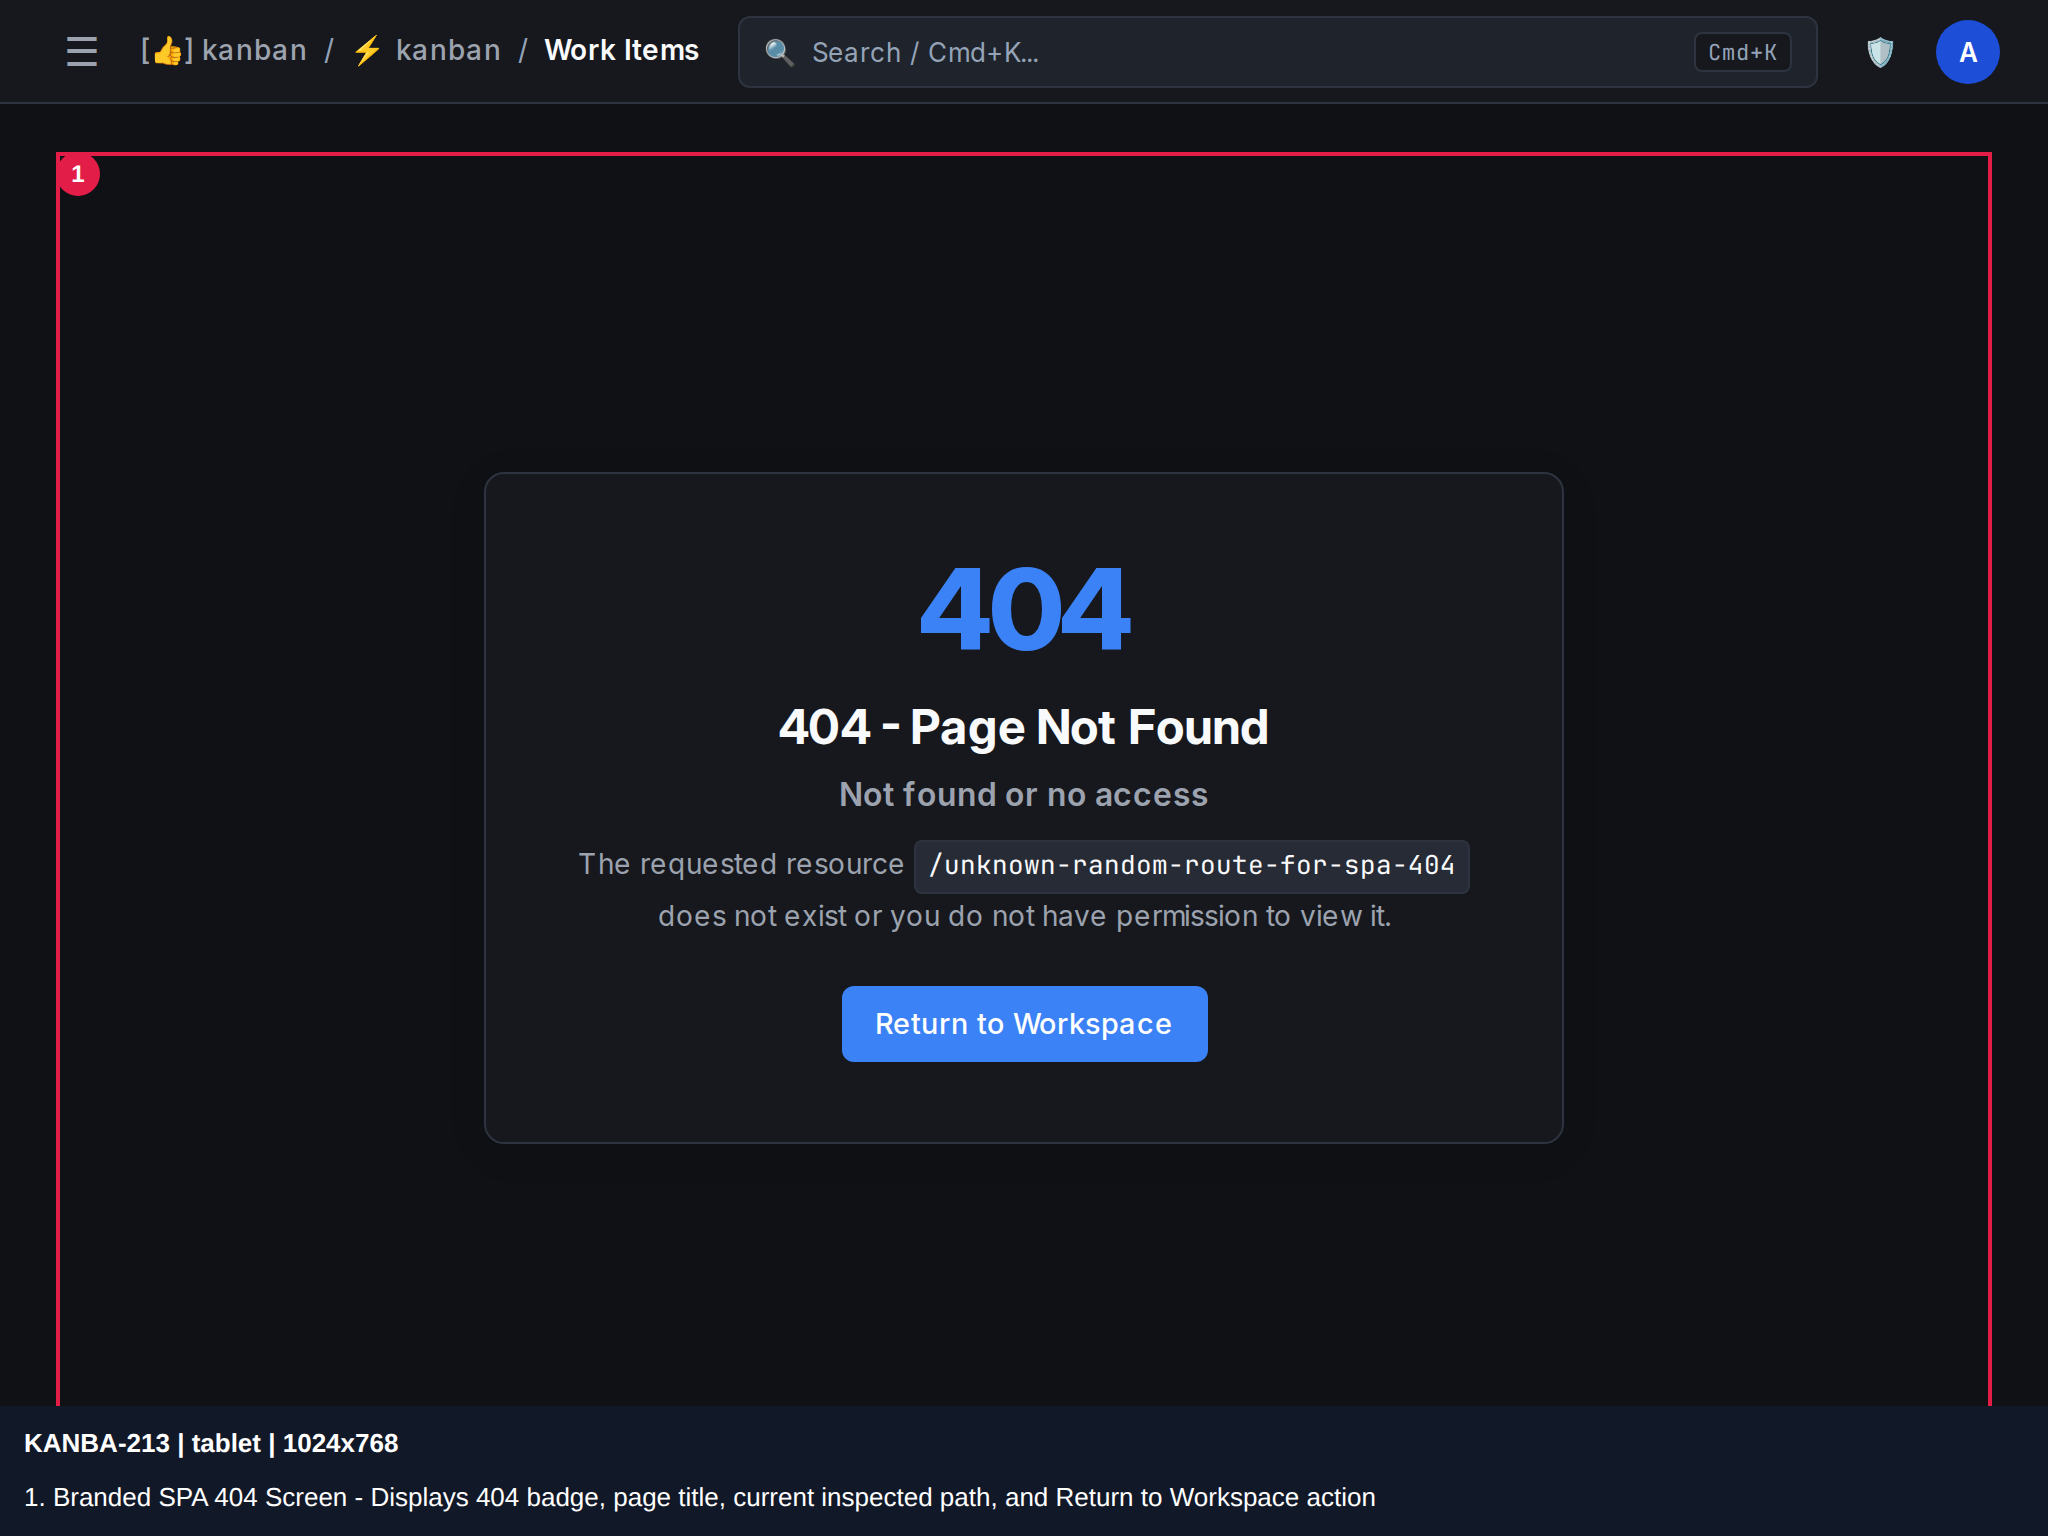 ☰ [👍] kanban / ⚡ kanban / Work Items 🔍 Search / Cmd+K... Cmd+K 🛡️ A
1
404
404 - Page Not Found
Not found or no access
The requested resource /unknown-random-route-for-spa-404
does not exist or you do not have permission to view it.
Return to Workspace
KANBA-213 | tablet | 1024x768
1. Branded SPA 404 Screen - Displays 404 badge, page title, current inspected path, and Return to Workspace action